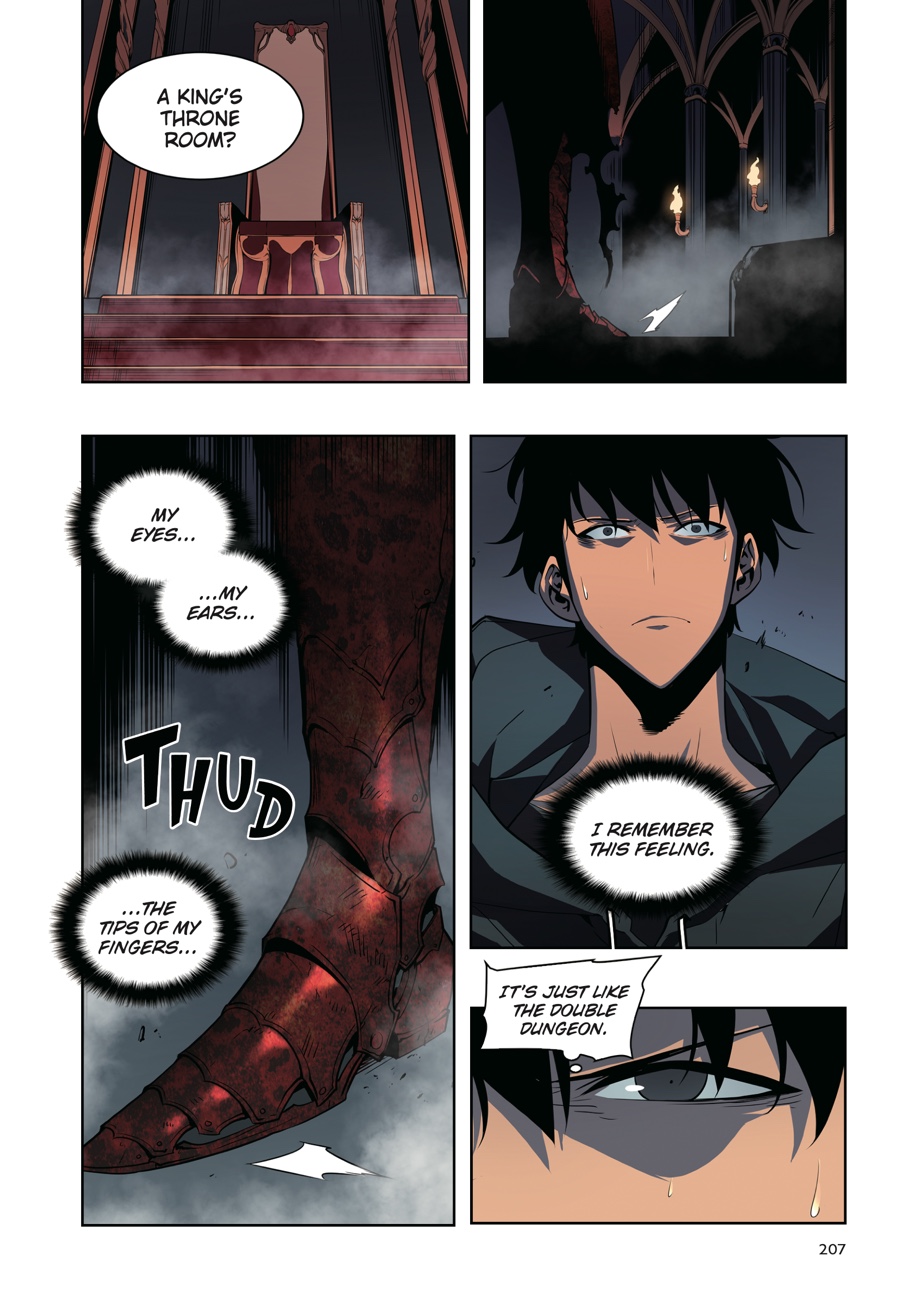 A KING'S
THRONE
ROOM?
MY
EYES...
...MY
EARS...
THUD
...THE
TIPS OF MY
FINGERS...
I REMEMBER
THIS FEELING.
IT'S JUST LIKE
THE DOUBLE
DUNGEON.
207